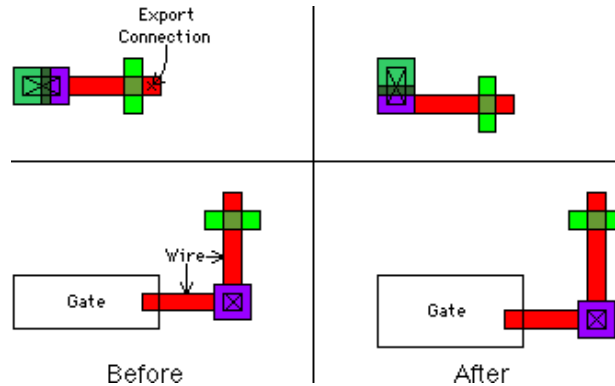 Export
Connection
Wire
Gate
Gate
Before
After